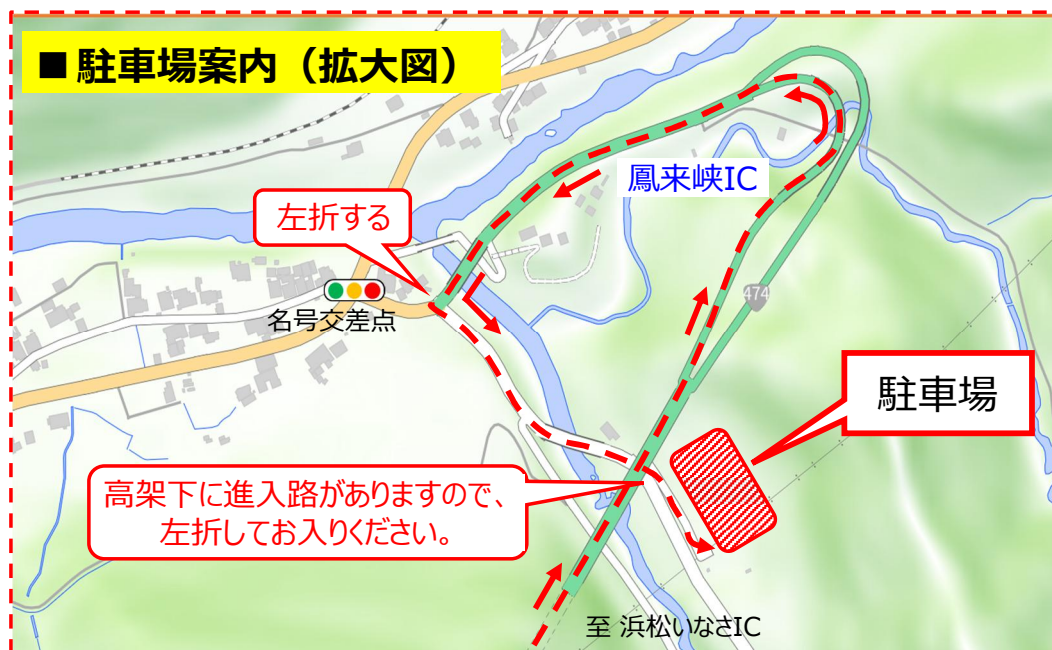 ■駐車場案内（拡大図）
鳳来峡IC
左折する
474
名号交差点
駐車場
高架下に進入路がありますので、
左折してお入りください。
至 浜松いなさIC